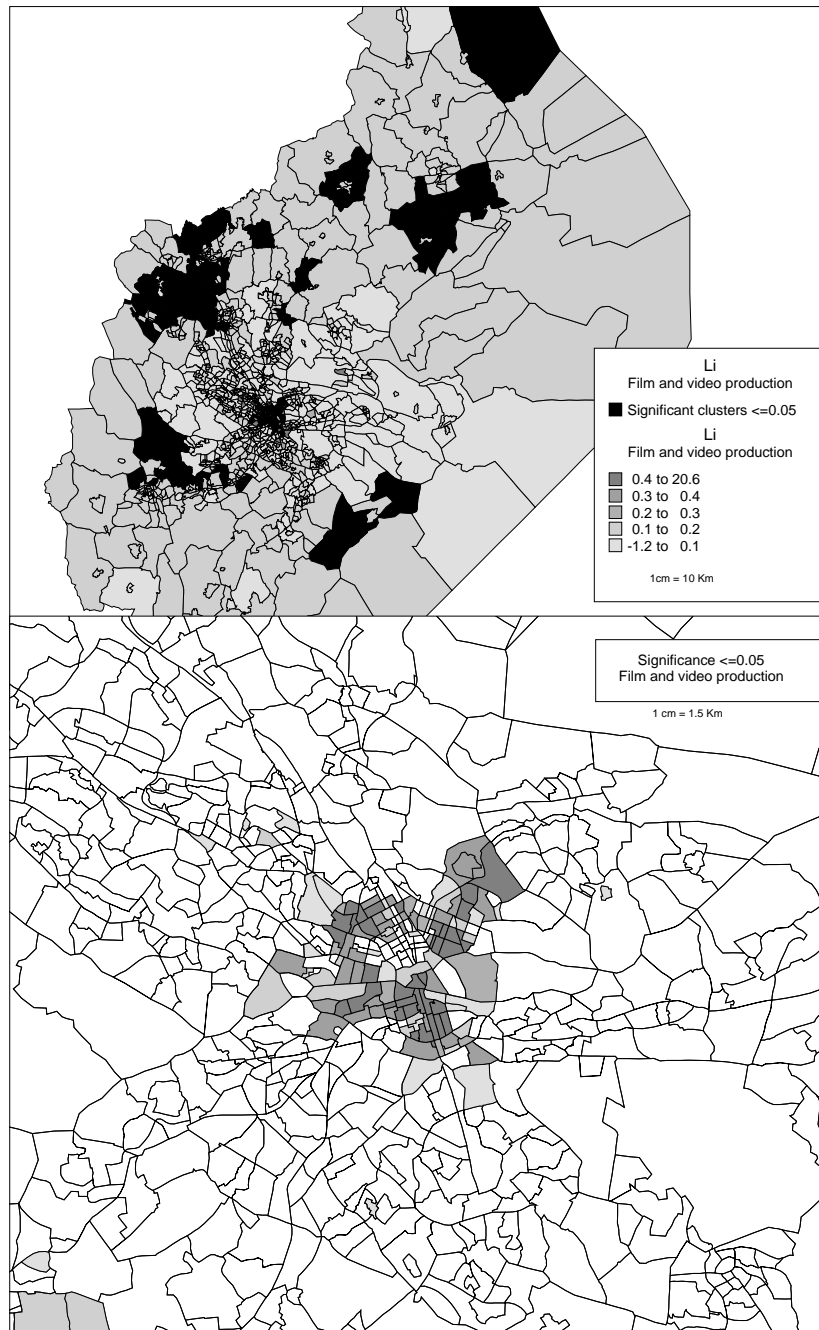 Li
Film and video production
Significant clusters <=0.05
Li
Film and video production
0.4 to 20.6
0.3 to 0.4
0.2 to 0.3
0.1 to 0.2
-1.2 to 0.1
1cm = 10 Km
Significance <=0.05
Film and video production
1 cm = 1.5 Km